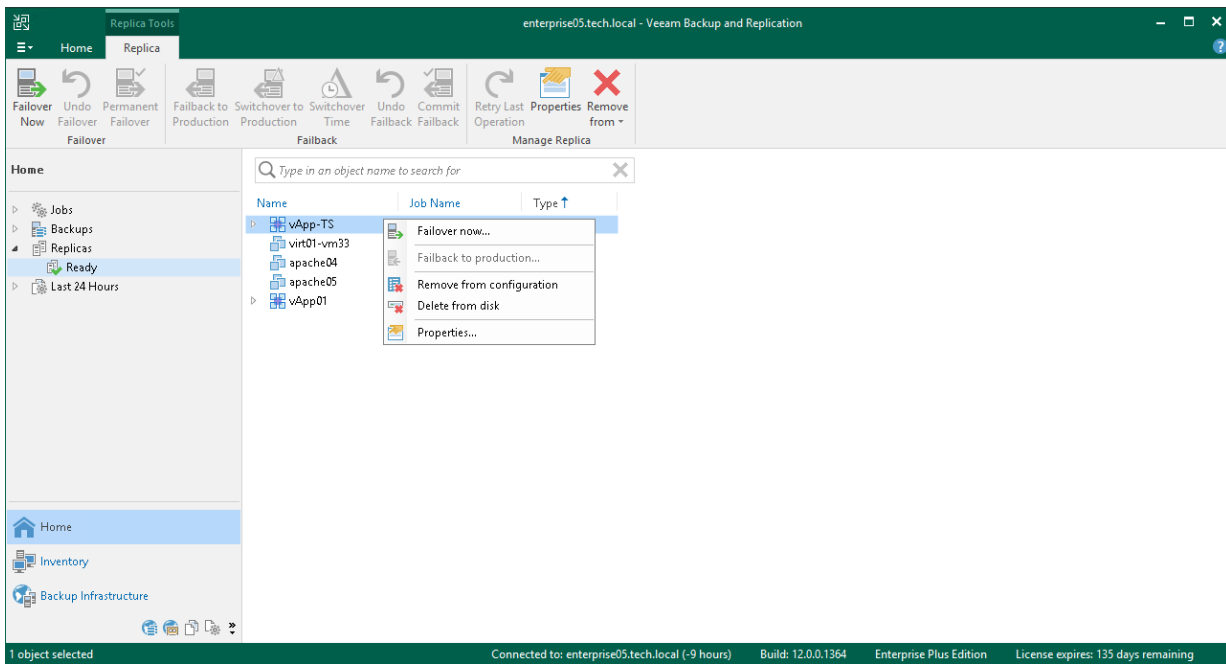 Replica Tools
enterprise05.tech.local - Veeam Backup and Replication
Home
Replica
Failover Now
Undo Failover
Permanent Failover
Failback to Production
Switchover to Production
Switchover Time
Undo Failback
Commit Failback
Retry Last Operation
Properties
Remove from
Failover
Failback
Manage Replica
Home
Jobs
Backups
Replicas
Ready
Last 24 Hours
Type in an object name to search for
Name
Job Name
Type
vApp-TS
virt01-vm33
apache04
apache05
vApp01
Failover now...
Failback to production...
Remove from configuration
Delete from disk
Properties...
Home
Inventory
Backup Infrastructure
1 object selected
Connected to: enterprise05.tech.local (-9 hours)
Build: 12.0.0.1364
Enterprise Plus Edition
License expires: 135 days remaining